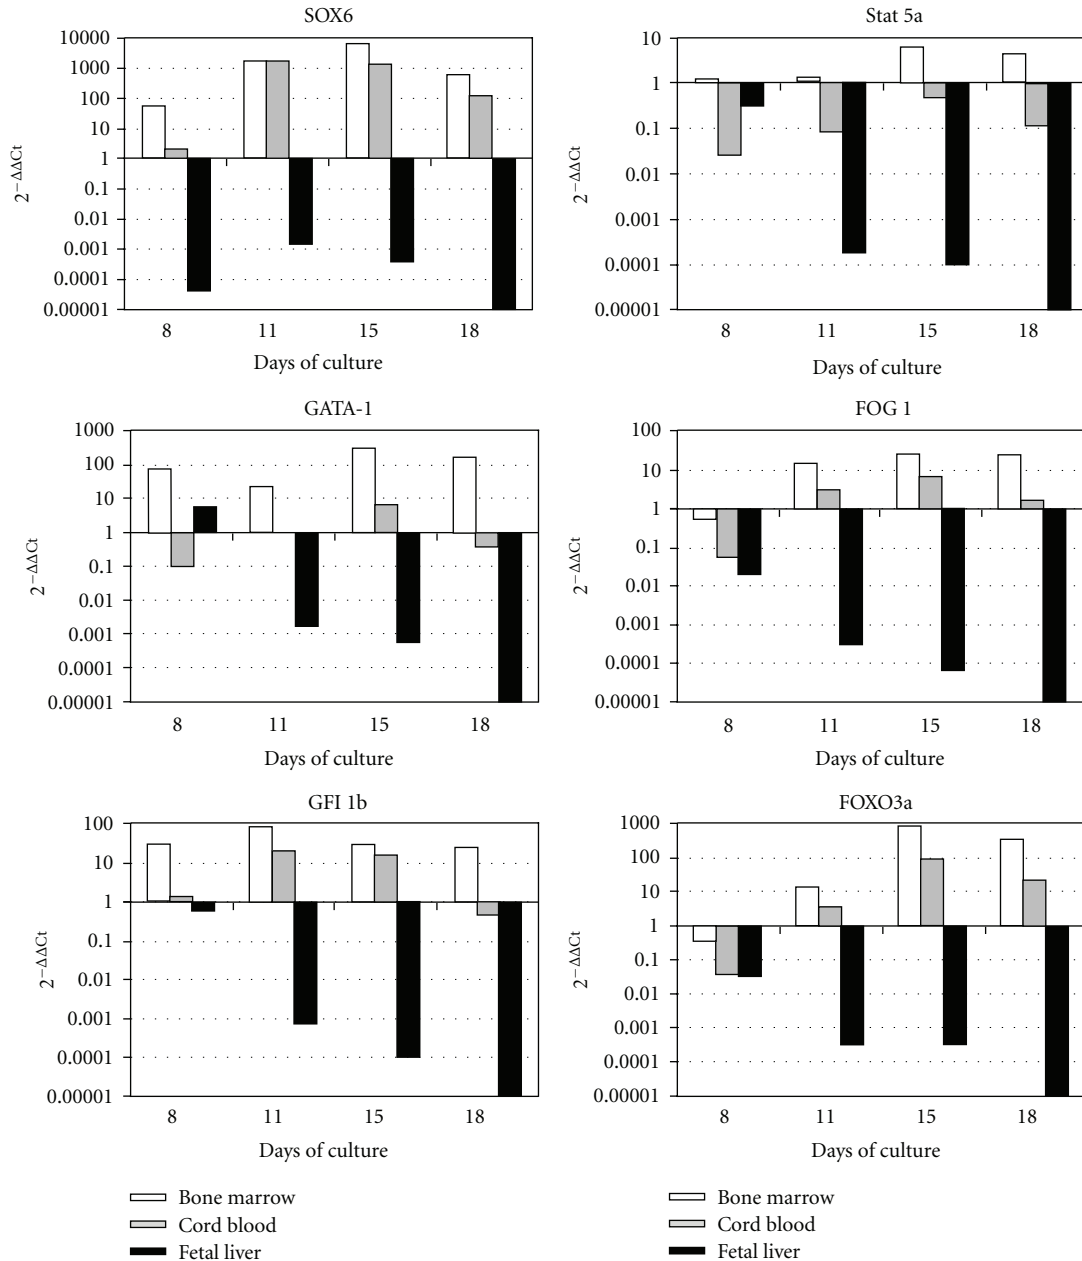 SOX6
10000
1000
100
10
1
0.1
0.01
0.001
0.0001
0.00001
2^−ΔΔCt
8 11 15 18
Days of culture
Stat 5a
10
1
0.1
0.01
0.001
0.0001
0.00001
2^−ΔΔCt
8 11 15 18
Days of culture
GATA-1
1000
100
10
1
0.1
0.01
0.001
0.0001
0.00001
2^−ΔΔCt
8 11 15 18
Days of culture
FOG 1
100
10
1
0.1
0.01
0.001
0.0001
0.00001
2^−ΔΔCt
8 11 15 18
Days of culture
GFI 1b
100
10
1
0.1
0.01
0.001
0.0001
0.00001
2^−ΔΔCt
8 11 15 18
Days of culture
FOXO3a
1000
100
10
1
0.1
0.01
0.001
0.0001
0.00001
2^−ΔΔCt
8 11 15 18
Days of culture
Bone marrow
Cord blood
Fetal liver
Bone marrow
Cord blood
Fetal liver